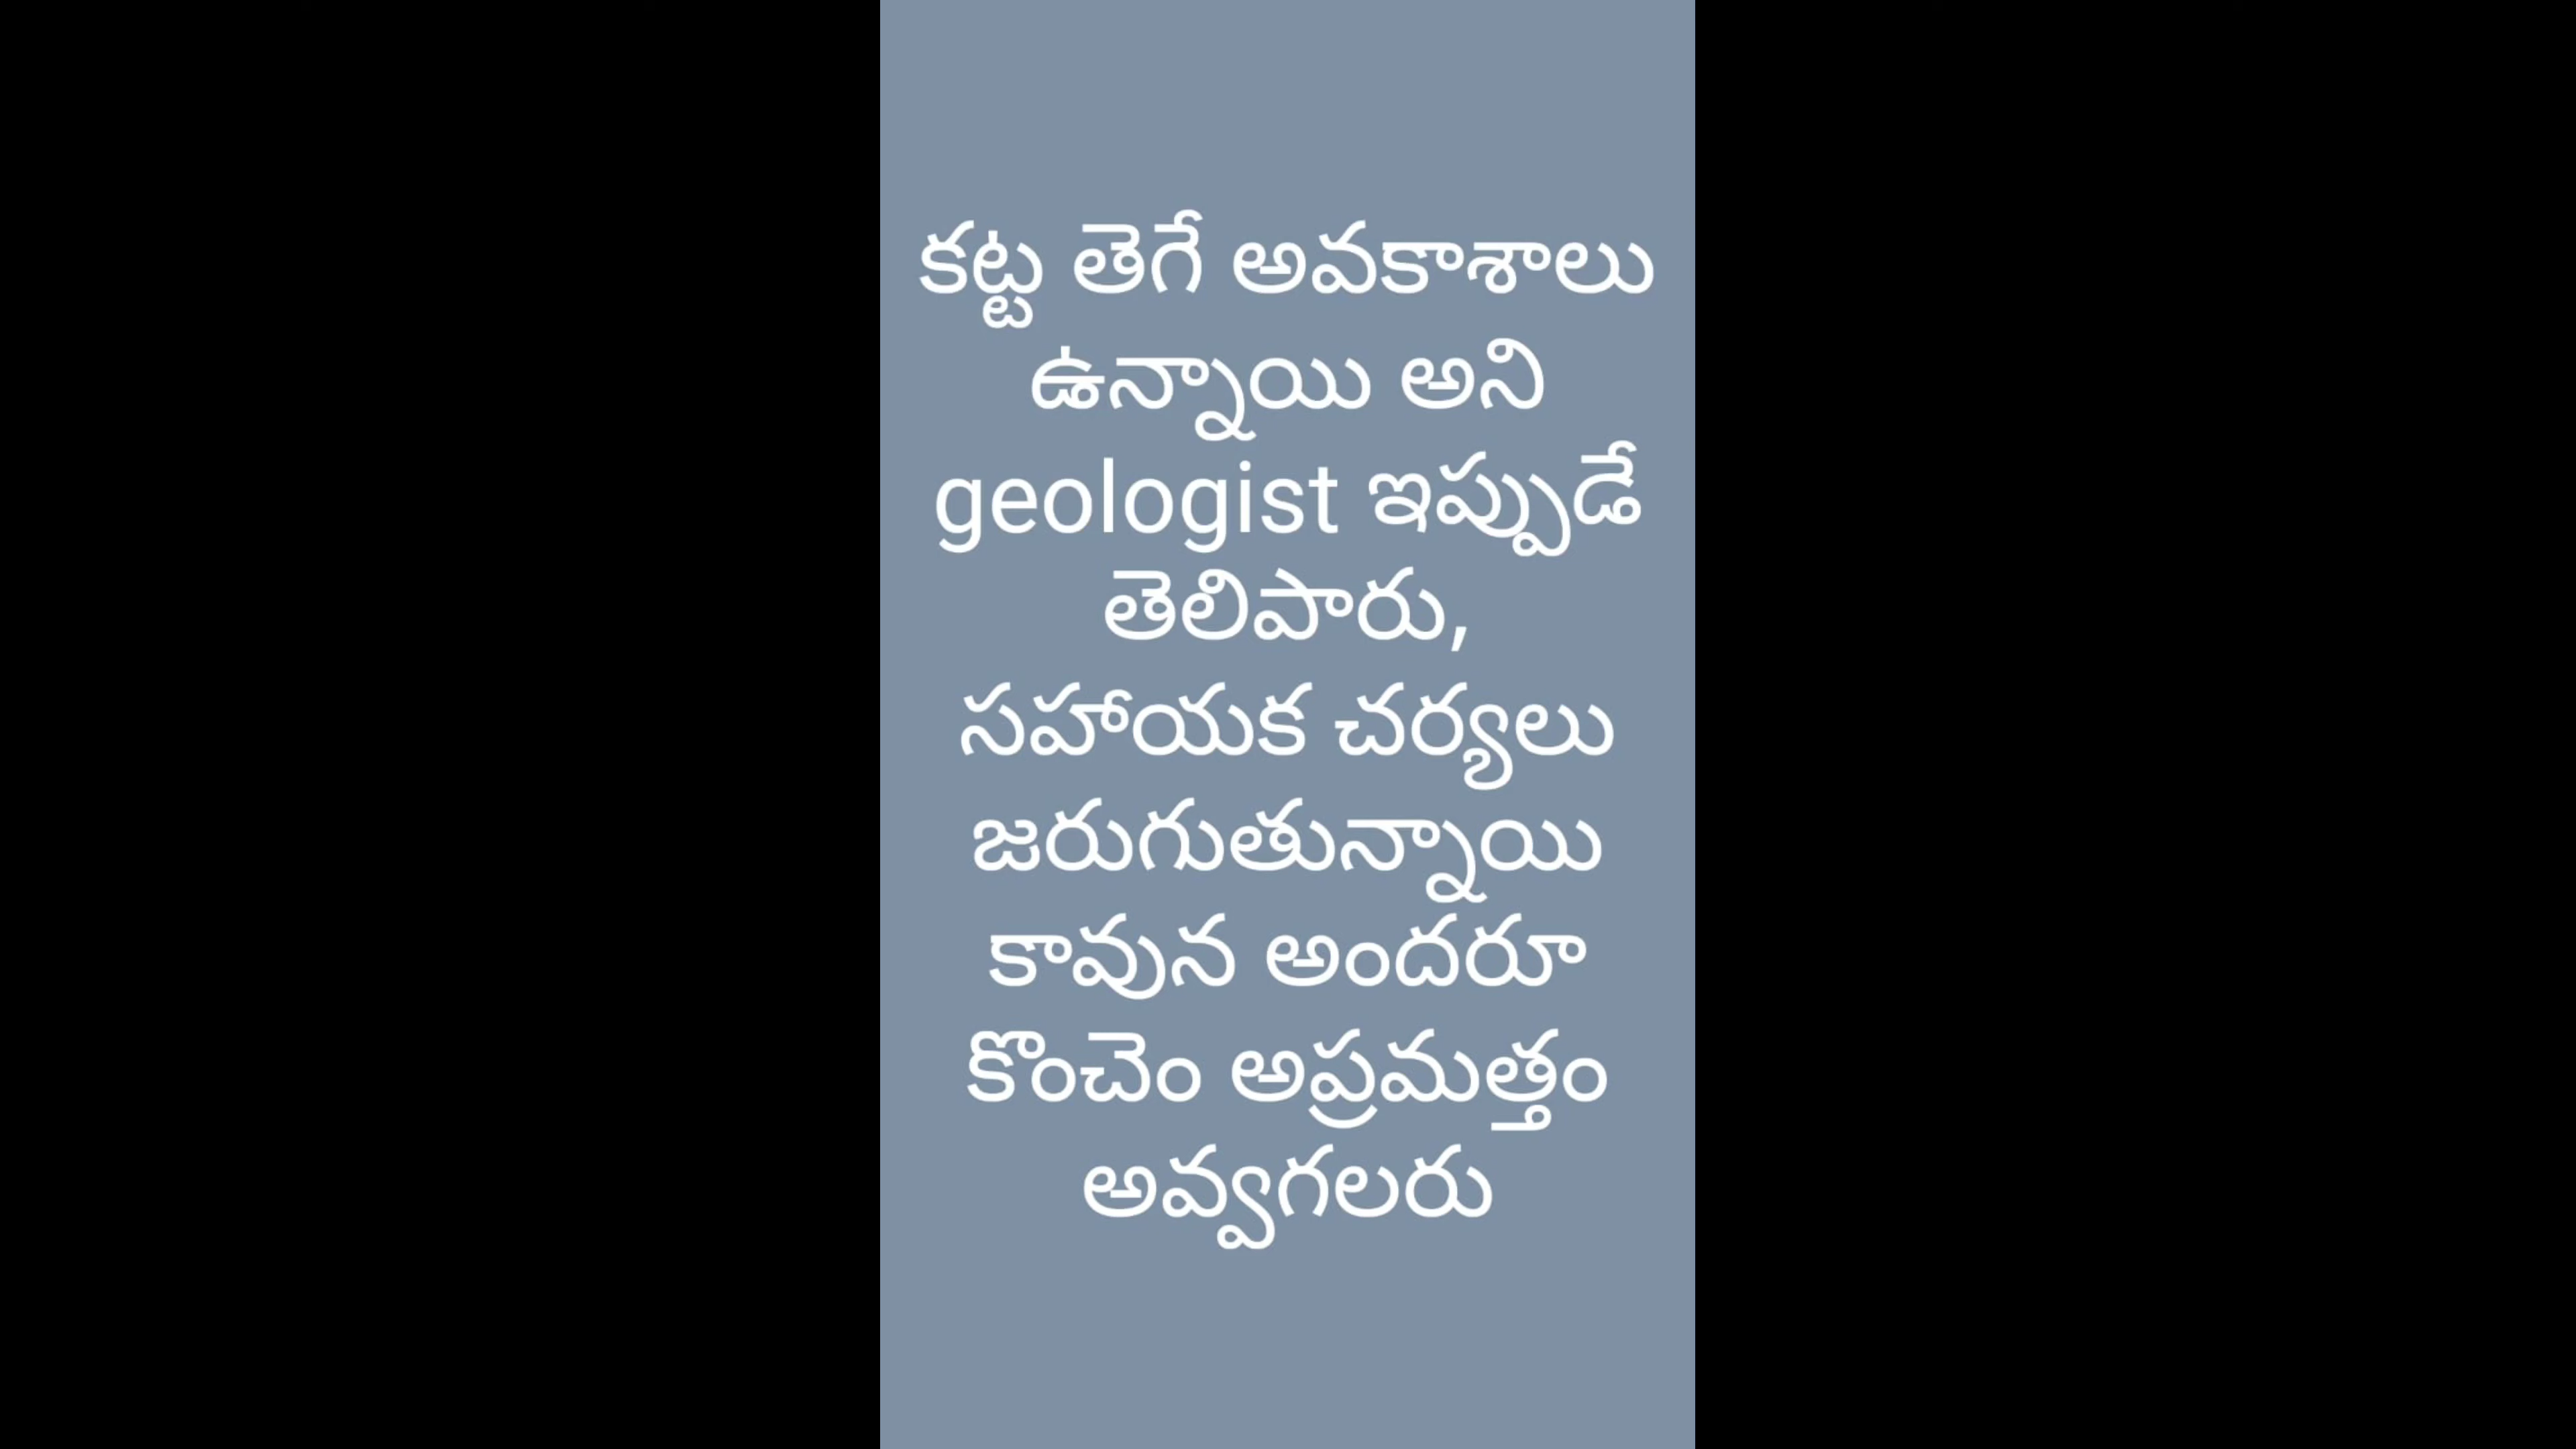 కట్ట తెగే అవకాశాలు
ఉన్నాయి అని
geologist ఇప్పుడే
తెలిపారు,
సహాయక చర్యలు
జరుగుతున్నాయి
కావున అందరూ
కొంచెం అప్రమత్తం
అవ్వగలరు